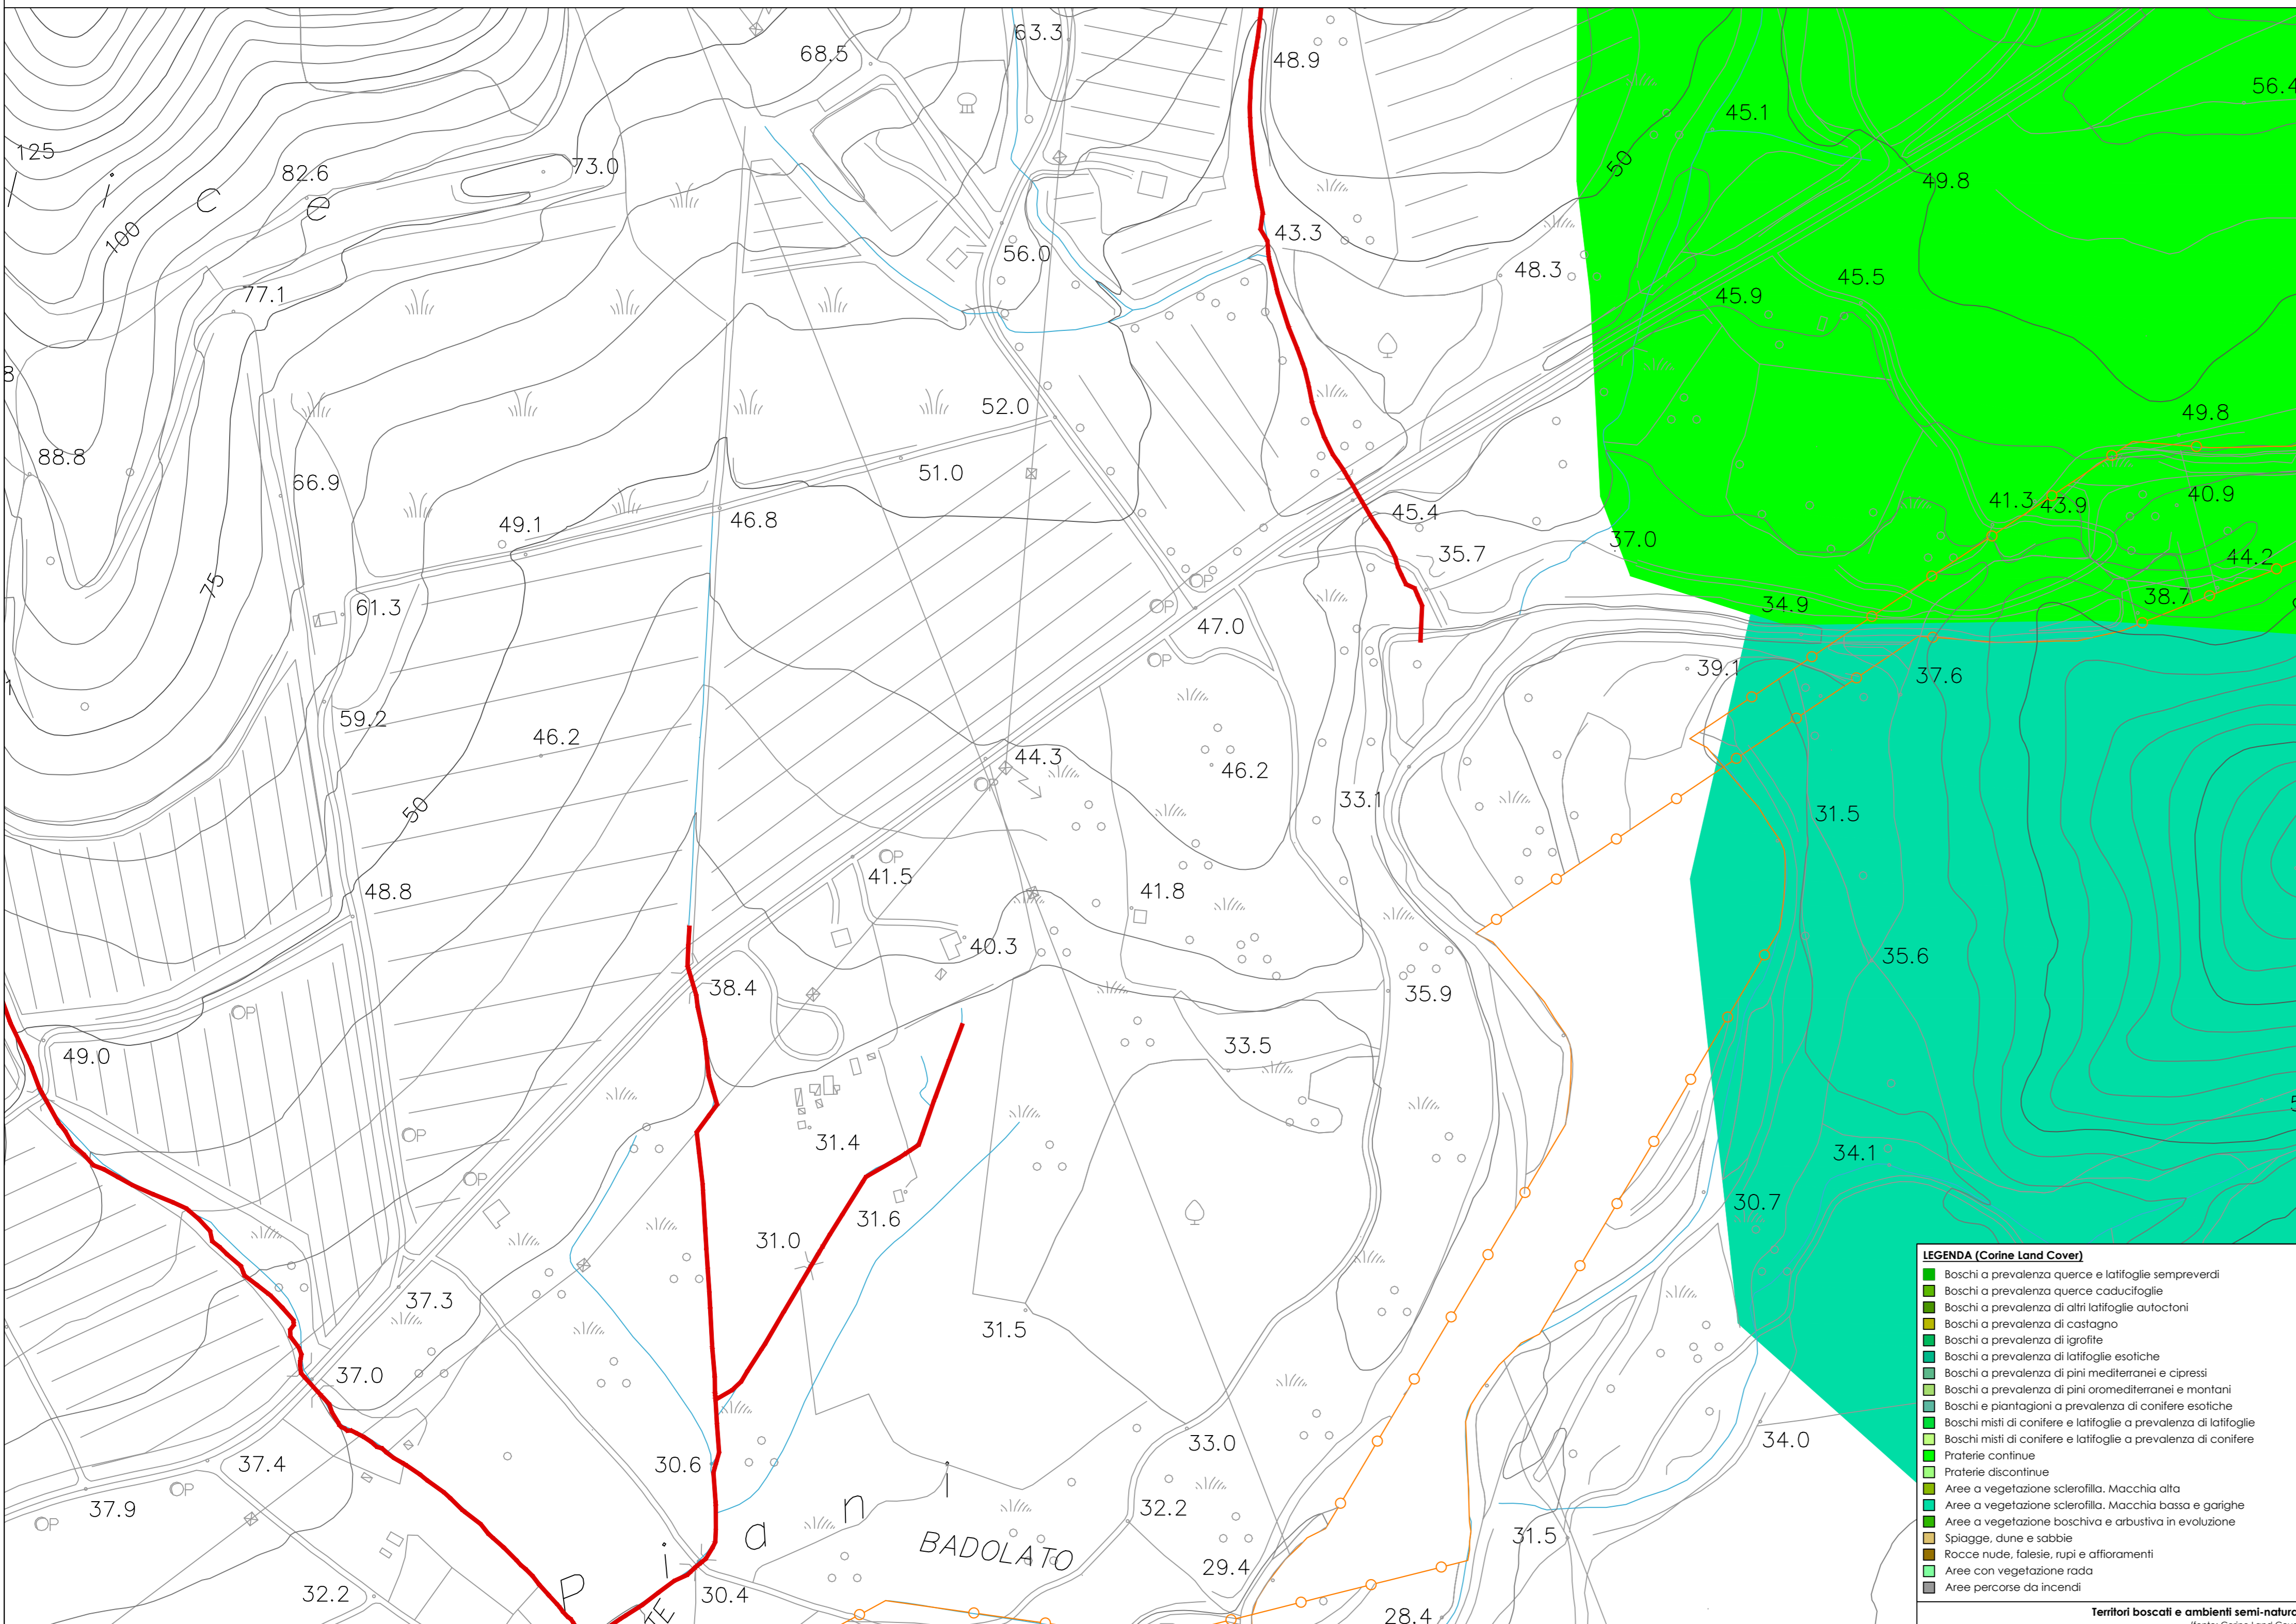 68.5
63.3
48.9
56.4
45.1
125
82.6
73.0
50
49.8
l i c e
100
43.3
56.0
48.3
45.5
77.1
45.9
8
52.0
49.8
88.8
51.0
66.9
41.3
43.9
40.9
46.8
45.4
49.1
37.0
35.7
44.2
75
61.3
34.9
38.7
47.0
39.1
37.6
1
59.2
46.2
44.3
46.2
33.1
50
31.5
OP
41.5
48.8
41.8
40.3
35.6
38.4
35.9
49.0
33.5
31.4
34.1
30.7
31.6
31.0
37.3
31.5
37.0
33.0
34.0
37.4
30.6
37.9
32.2
31.5
P i a n i
BADOLATO
29.4
32.2
30.4
28.4
TE
LEGENDA (Corine Land Cover)
Boschi a prevalenza querce e latifoglie sempreverdi
Boschi a prevalenza querce caducifoglie
Boschi a prevalenza di altri latifoglie autoctoni
Boschi a prevalenza di castagno
Boschi a prevalenza di igrofite
Boschi a prevalenza di latifoglie esotiche
Boschi a prevalenza di pini mediterranei e cipressi
Boschi a prevalenza di pini oromediterranei e montani
Boschi e piantagioni a prevalenza di conifere esotiche
Boschi misti di conifere e latifoglie a prevalenza di latifoglie
Boschi misti di conifere e latifoglie a prevalenza di conifere
Praterie continue
Praterie discontinue
Aree a vegetazione sclerofilla. Macchia alta
Aree a vegetazione sclerofilla. Macchia bassa e garighe
Aree a vegetazione boschiva e arbustiva in evoluzione
Spiagge, dune e sabbie
Rocce nude, falesie, rupi e affioramenti
Aree con vegetazione rada
Aree percorse da incendi
Territori boscati e ambienti semi-natur